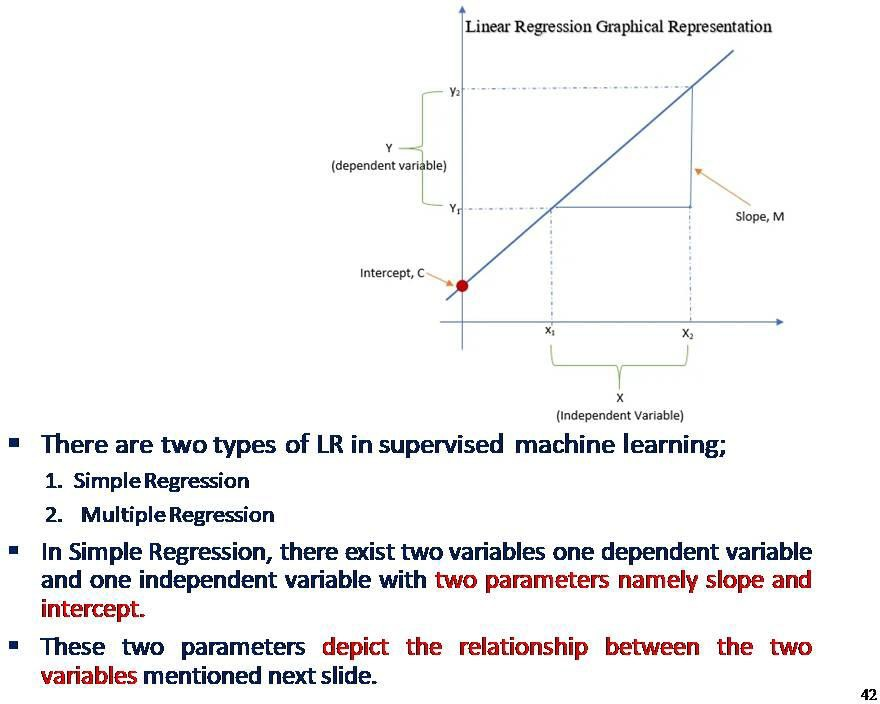 Linear Regression Graphical Representation
y₂
Y
(dependent variable)
Y₁
Slope, M
Intercept, C
x₁
X₂
X
(Independent Variable)
▪ There are two types of LR in supervised machine learning;
1. Simple Regression
2. Multiple Regression
▪ In Simple Regression, there exist two variables one dependent variable
and one independent variable with two parameters namely slope and
intercept.
▪ These two parameters depict the relationship between the two
variables mentioned next slide.
42